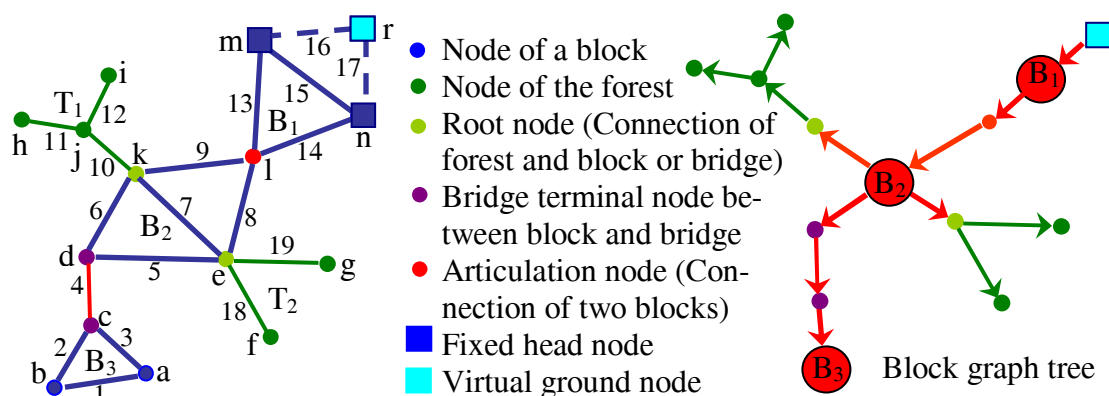 m
16
r
17
i
T1
12
h
11
j
10
k
9
13
15
B1
n
14
l
6
7
8
B2
d
5
e
19
g
4
18
T2
f
c
2
3
B3
b
a
1
Node of a block
Node of the forest
Root node (Connection of
forest and block or bridge)
Bridge terminal node be-
tween block and bridge
Articulation node (Con-
nection of two blocks)
Fixed head node
Virtual ground node
B1
B2
B3
Block graph tree